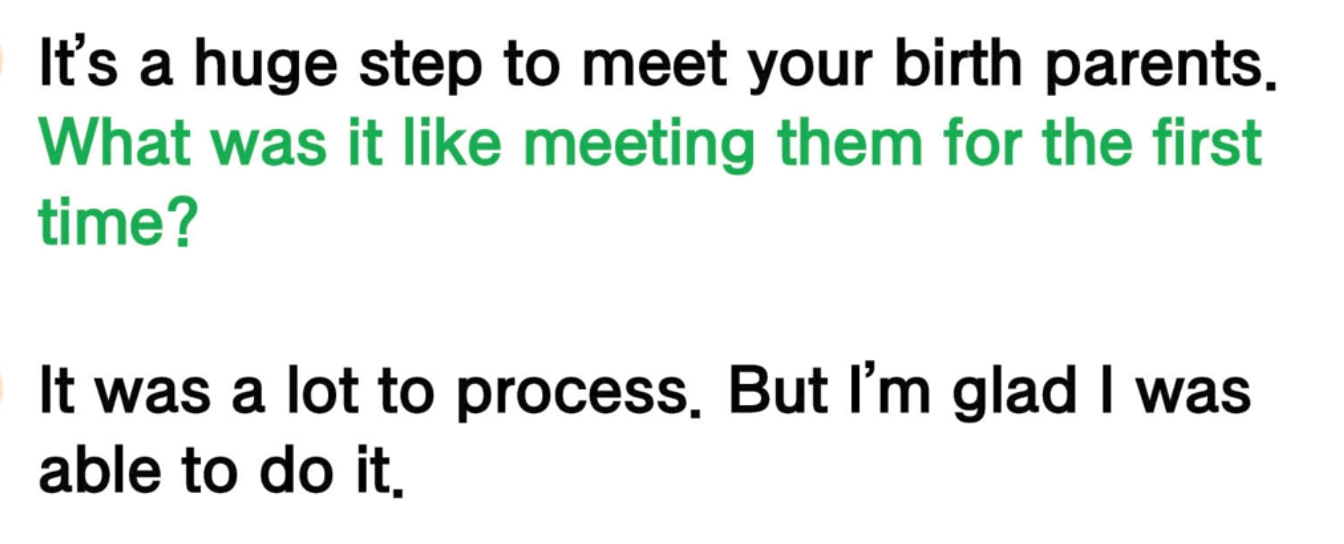 It’s a huge step to meet your birth parents.
What was it like meeting them for the first
time?
It was a lot to process. But I’m glad I was
able to do it.